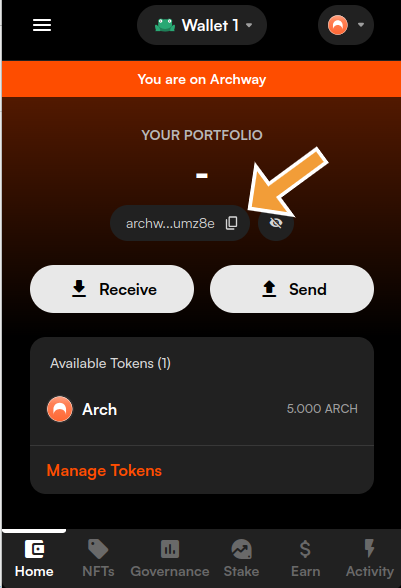 Wallet 1
You are on Archway
YOUR PORTFOLIO
-
archw...umz8e
Receive
Send
Available Tokens (1)
Arch
5.000 ARCH
Manage Tokens
Home
NFTs
Governance
Stake
Earn
Activity